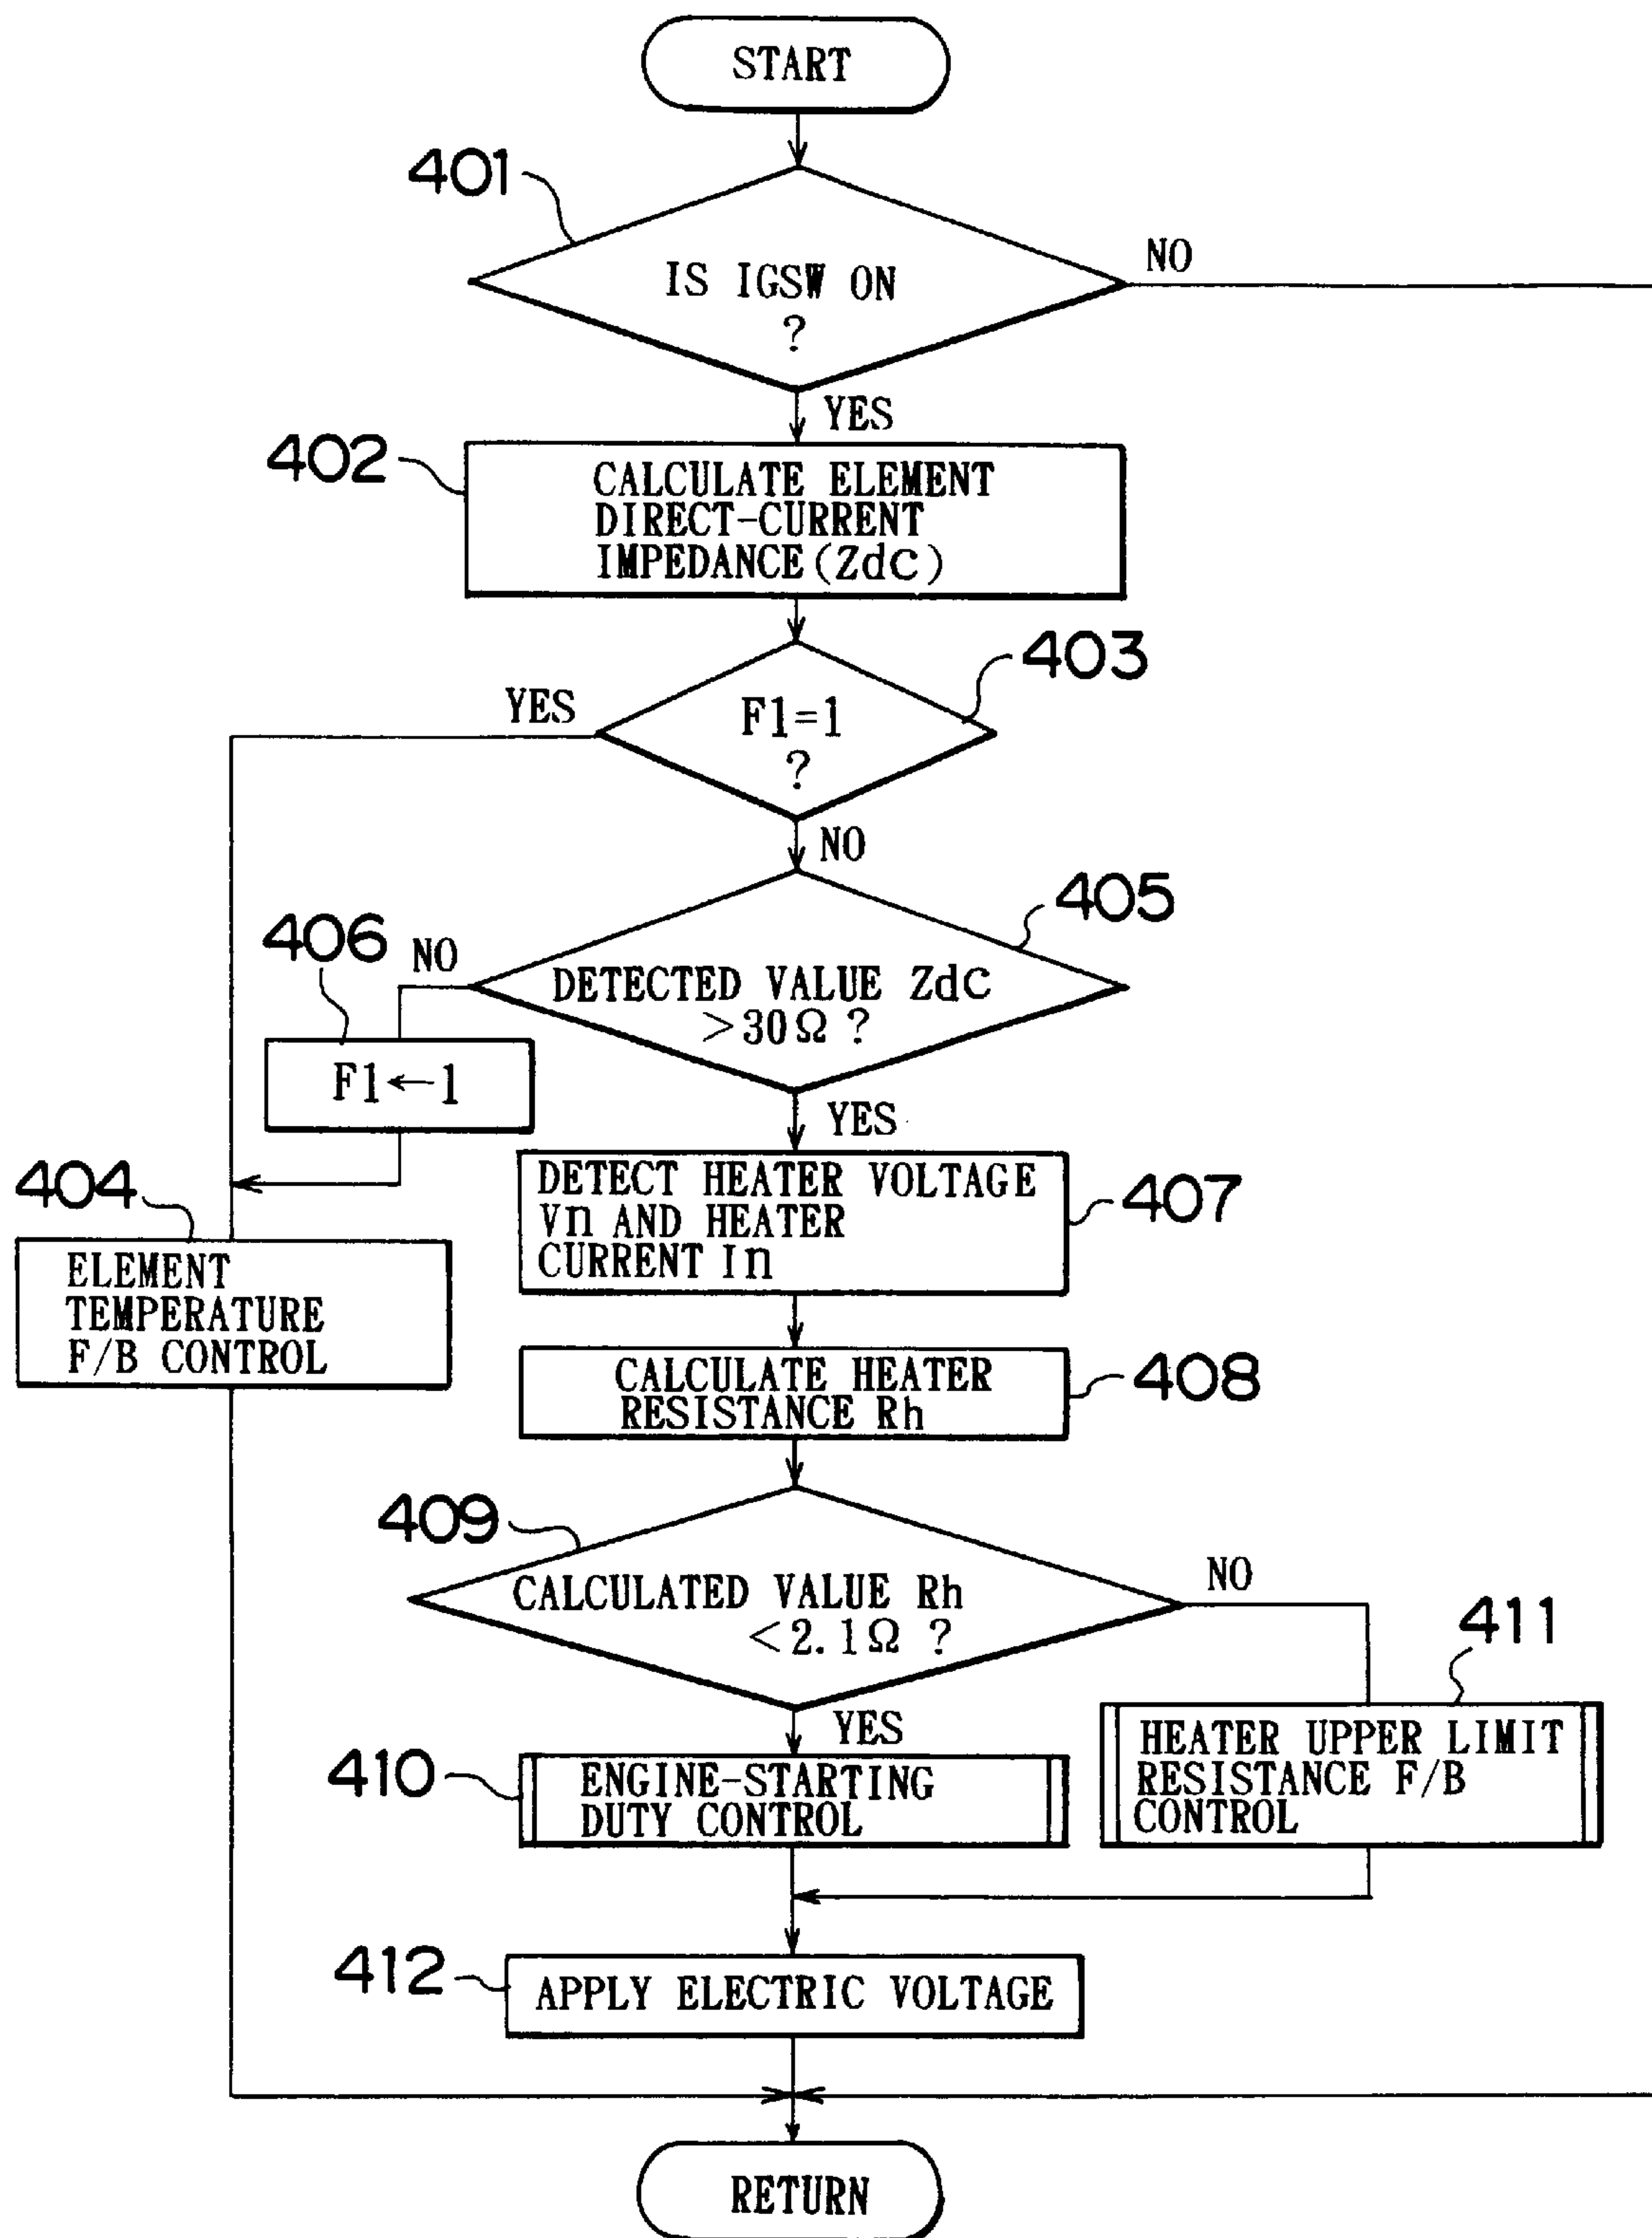 START
401
IS IGSW ON
?
NO
YES
402
CALCULATE ELEMENT
DIRECT-CURRENT
IMPEDANCE (Zdc)
403
YES
F1=1
?
NO
405
406
NO
DETECTED VALUE Zdc
>30Ω ?
F1←1
YES
404
DETECT HEATER VOLTAGE
Vn AND HEATER
CURRENT In
407
ELEMENT
TEMPERATURE
F/B CONTROL
CALCULATE HEATER
RESISTANCE Rh
408
409
CALCULATED VALUE Rh
<2.1Ω ?
NO
411
YES
410
ENGINE-STARTING
DUTY CONTROL
HEATER UPPER LIMIT
RESISTANCE F/B
CONTROL
412
APPLY ELECTRIC VOLTAGE
RETURN